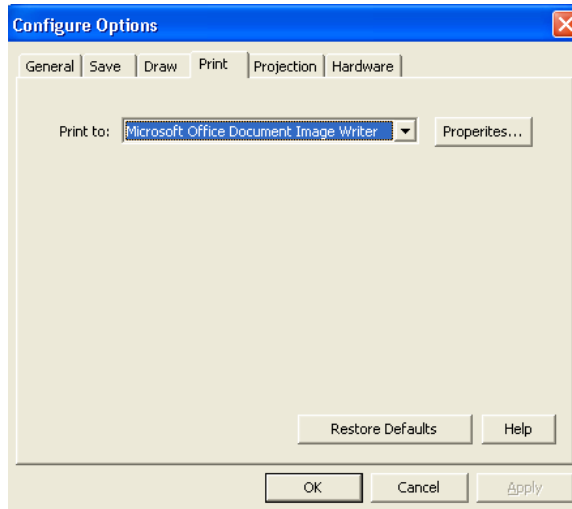 Configure Options
General Save Draw Print Projection Hardware
Print to: Microsoft Office Document Image Writer Properites...
Restore Defaults Help
OK Cancel Apply